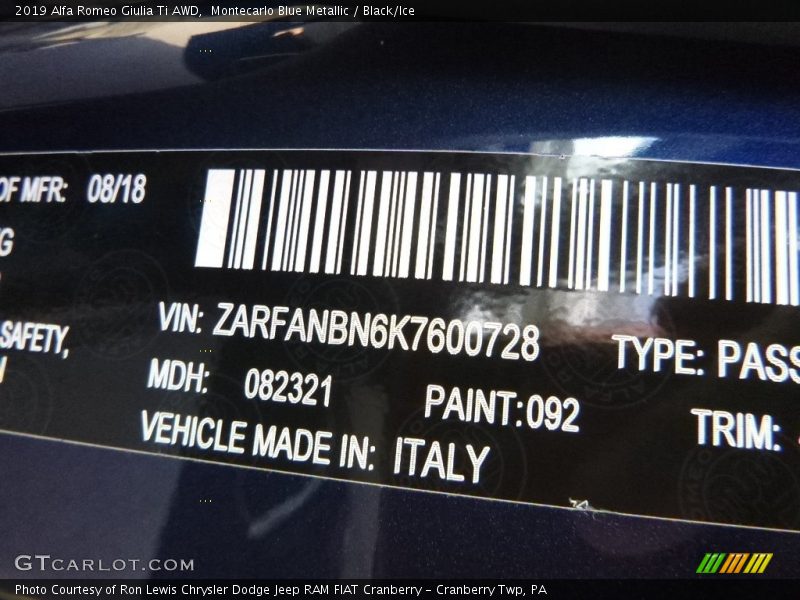 2019 Alfa Romeo Giulia Ti AWD, Montecarlo Blue Metallic / Black/Ice
OF MFR: 08/18
G
SAFETY,
VIN: ZARFANBN6K7600728
TYPE: PASS
MDH: 082321
PAINT:092
TRIM:
VEHICLE MADE IN: ITALY
GTCARLOT.COM
Photo Courtesy of Ron Lewis Chrysler Dodge Jeep RAM FIAT Cranberry - Cranberry Twp, PA